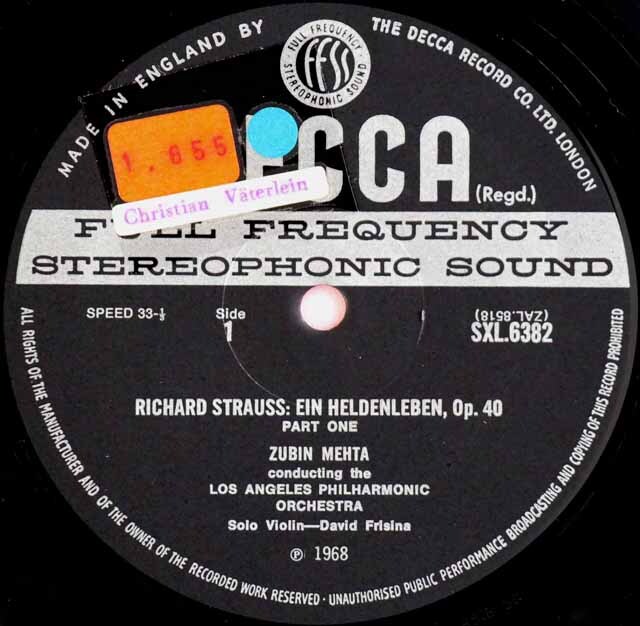 MADE IN ENGLAND BY
FULL FREQUENCY
FFSS
STEREOPHONIC SOUND
THE DECCA RECORD CO. LTD. LONDON
DECCA
(Regd.)
1.655
Christian Väterlein
FULL FREQUENCY
STEREOPHONIC SOUND
SPEED 33-⅓
Side
1
(ZAL.8518)
SXL.6382
RICHARD STRAUSS: EIN HELDENLEBEN, Op. 40
PART ONE
ZUBIN MEHTA
conducting the
LOS ANGELES PHILHARMONIC
ORCHESTRA
Solo Violin—David Frisina
℗ 1968
ALL RIGHTS OF THE MANUFACTURER AND OF THE OWNER OF THE RECORDED WORK RESERVED · UNAUTHORISED PUBLIC PERFORMANCE BROADCASTING AND COPYING OF THIS RECORD PROHIBITED